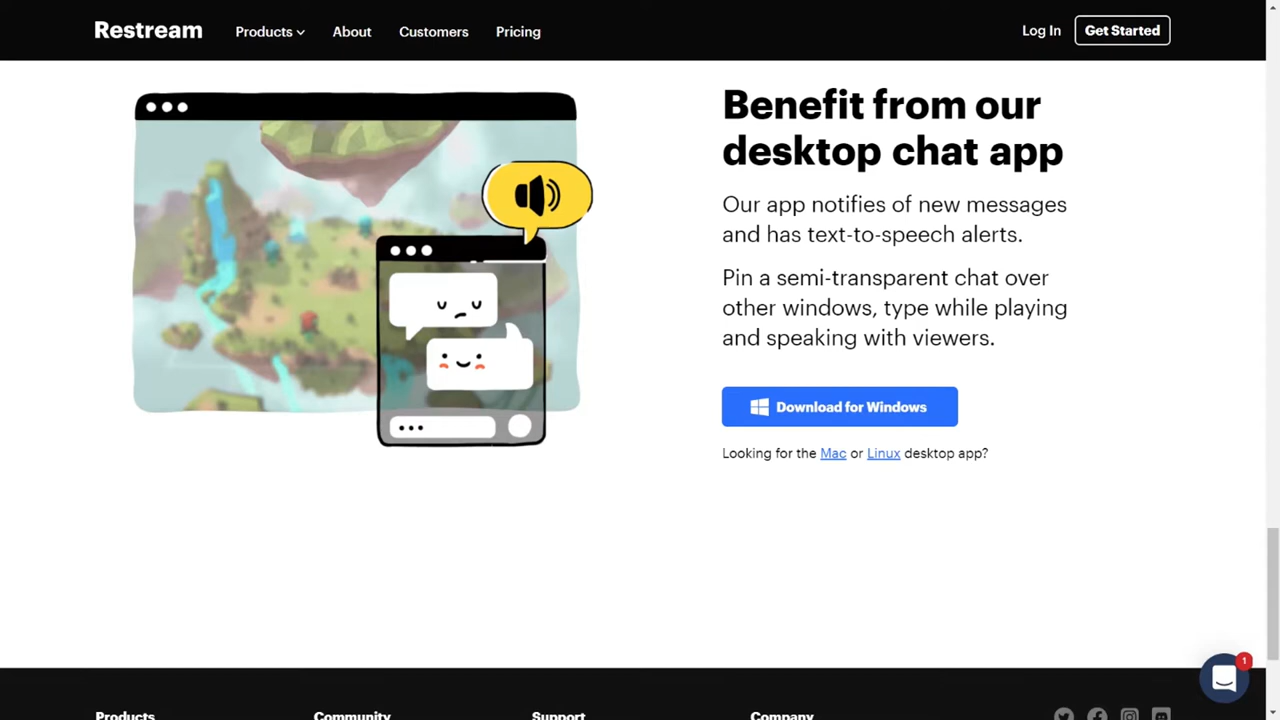 Restream
Products
About
Customers
Pricing
Log In
Get Started
Benefit from our
desktop chat app
Our app notifies of new messages
and has text-to-speech alerts.
Pin a semi-transparent chat over
other windows, type while playing
and speaking with viewers.
Download for Windows
Looking for the Mac or Linux desktop app?
1
Products
Community
Support
Company